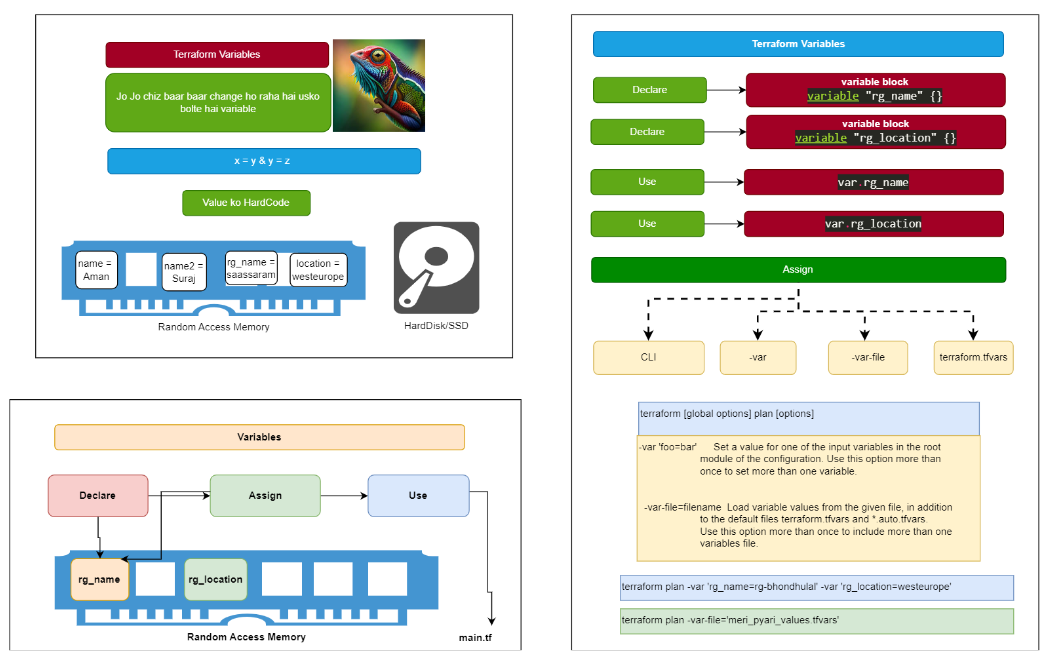 Terraform Variables
Jo Jo chiz baar baar change ho raha hai usko
bolte hai variable
x = y & y = z
Value ko HardCode
name =
Aman
name2 =
Suraj
rg_name =
saassaram
location =
westeurope
Random Access Memory
HardDisk/SSD
Variables
Declare
Assign
Use
rg_name
rg_location
Random Access Memory
main.tf
Terraform Variables
Declare
variable block
variable "rg_name" {}
Declare
variable block
variable "rg_location" {}
Use
var.rg_name
Use
var.rg_location
Assign
CLI
-var
-var-file
terraform.tfvars
terraform [global options] plan [options]
-var 'foo=bar' Set a value for one of the input variables in the root
module of the configuration. Use this option more than
once to set more than one variable.
-var-file=filename Load variable values from the given file, in addition
to the default files terraform.tfvars and *.auto.tfvars.
Use this option more than once to include more than one
variables file.
terraform plan -var 'rg_name=rg-bhondhulal' -var 'rg_location=westeurope'
terraform plan -var-file='meri_pyari_values.tfvars'